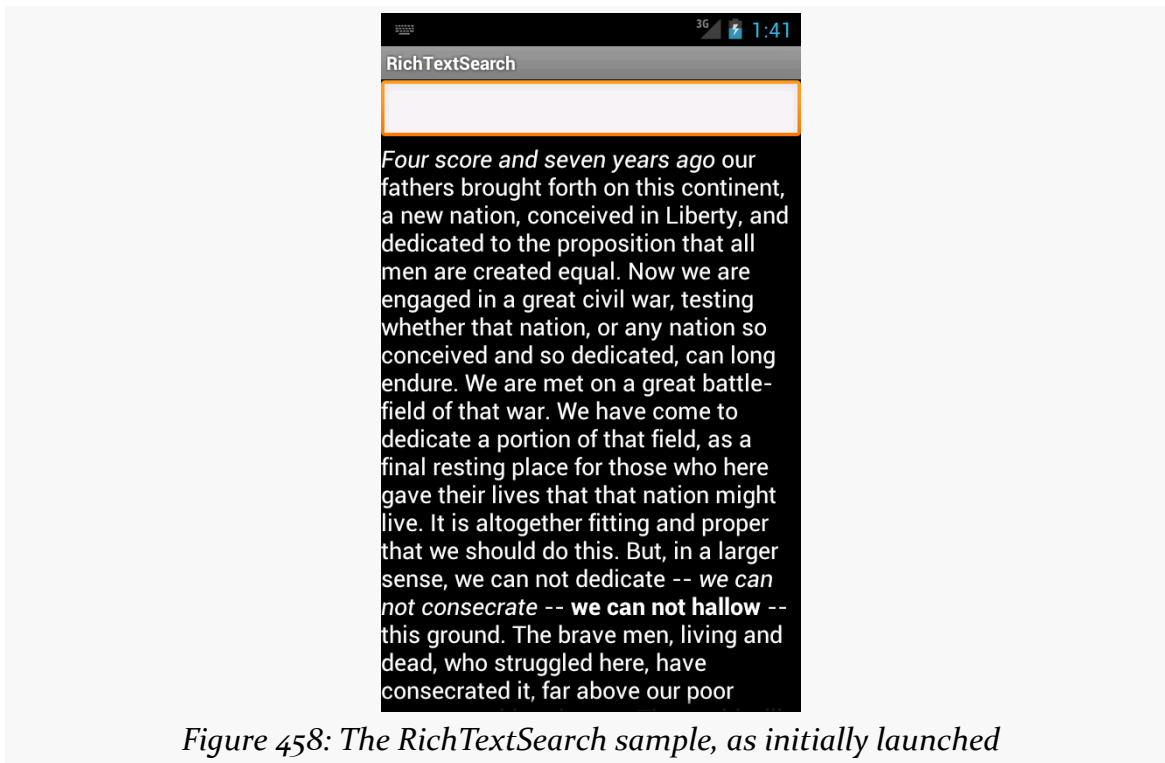 3G 1:41
RichTextSearch
Four score and seven years ago our
fathers brought forth on this continent,
a new nation, conceived in Liberty, and
dedicated to the proposition that all
men are created equal. Now we are
engaged in a great civil war, testing
whether that nation, or any nation so
conceived and so dedicated, can long
endure. We are met on a great battle-
field of that war. We have come to
dedicate a portion of that field, as a
final resting place for those who here
gave their lives that that nation might
live. It is altogether fitting and proper
that we should do this. But, in a larger
sense, we can not dedicate -- we can
not consecrate -- we can not hallow --
this ground. The brave men, living and
dead, who struggled here, have
consecrated it, far above our poor
Figure 458: The RichTextSearch sample, as initially launched